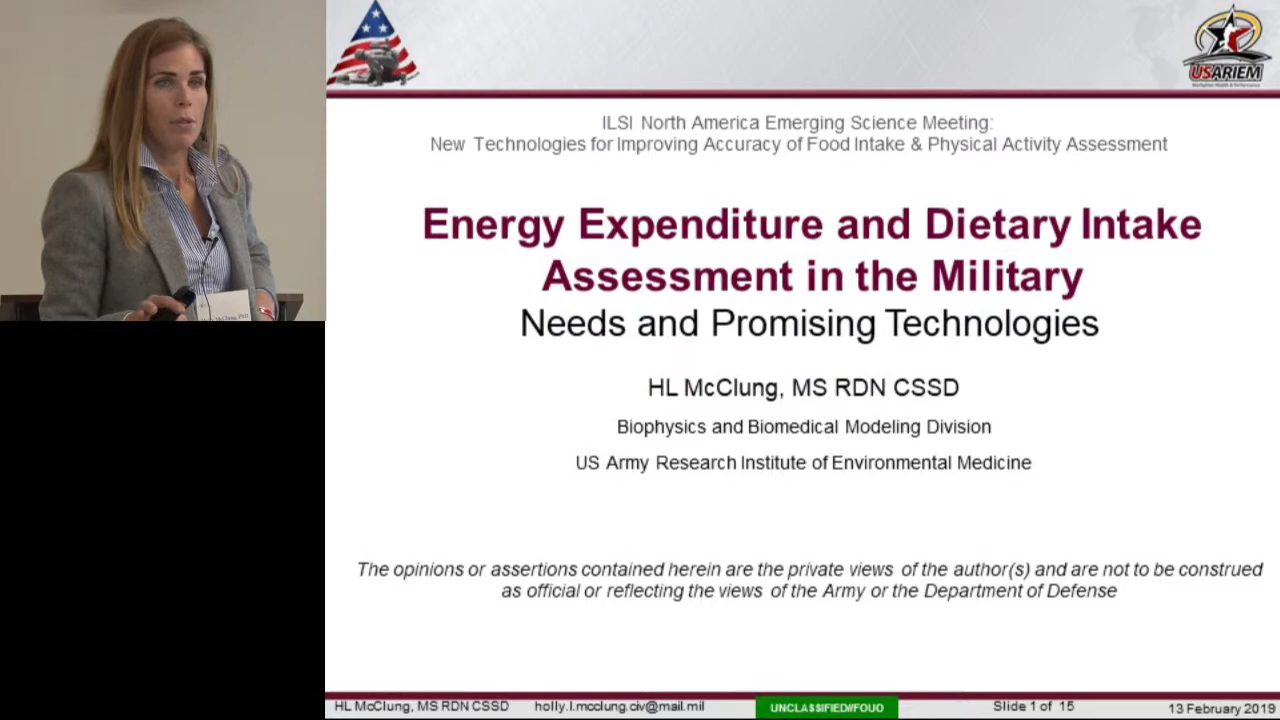 USARIEM
ILSI North America Emerging Science Meeting:
New Technologies for Improving Accuracy of Food Intake & Physical Activity Assessment
Energy Expenditure and Dietary Intake
Assessment in the Military
Needs and Promising Technologies
HL McClung, MS RDN CSSD
Biophysics and Biomedical Modeling Division
US Army Research Institute of Environmental Medicine
The opinions or assertions contained herein are the private views of the author(s) and are not to be construed
as official or reflecting the views of the Army or the Department of Defense
HL McClung, MS RDN CSSD holly.l.mcclung.civ@mail.mil UNCLASSIFIED//FOUO Slide 1 of 15 13 February 2019